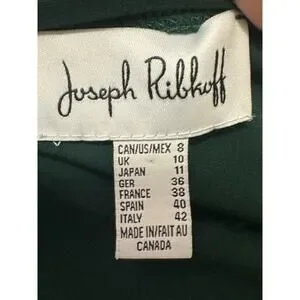 Joseph Ribkoff
CAN/US/MEX 8
UK 10
JAPAN 11
GER 36
FRANCE 38
SPAIN 40
ITALY 42
MADE IN/FAIT AU
CANADA